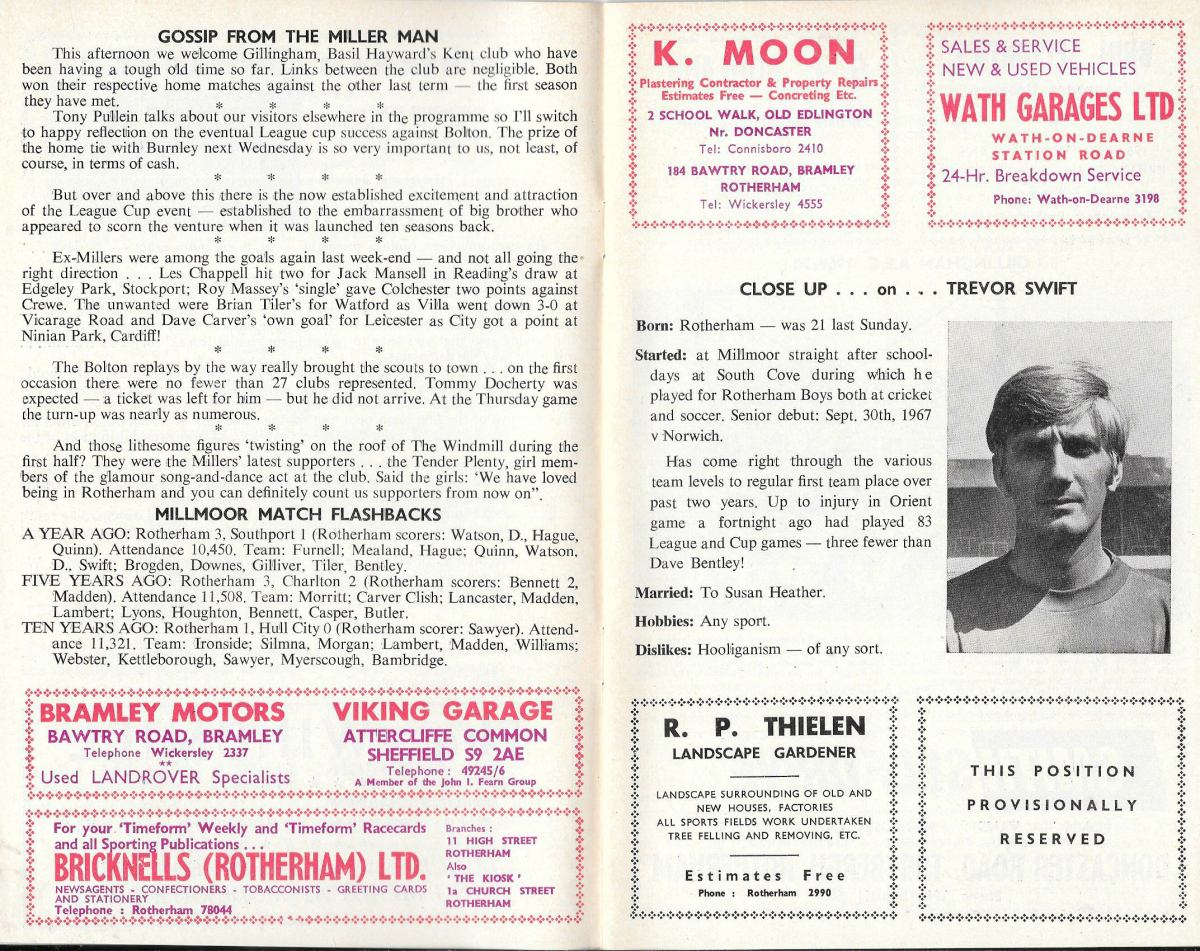 GOSSIP FROM THE MILLER MAN
This afternoon we welcome Gillingham, Basil Hayward's Kent club who have
been having a tough old time so far. Links between the club are negligible. Both
won their respective home matches against the other last term — the first season
they have met.
* * * *
Tony Pullein talks about our visitors elsewhere in the programme so I'll switch
to happy reflection on the eventual League cup success against Bolton. The prize of
the home tie with Burnley next Wednesday is so very important to us, not least, of
course, in terms of cash.
* * * *
But over and above this there is the now established excitement and attraction
of the League Cup event — established to the embarrassment of big brother who
appeared to scorn the venture when it was launched ten seasons back.
* * * *
Ex-Millers were among the goals again last week-end — and not all going the
right direction . . . Les Chappell hit two for Jack Mansell in Reading's draw at
Edgeley Park, Stockport; Roy Massey's 'single' gave Colchester two points against
Crewe. The unwanted were Brian Tiler's for Watford as Villa went down 3-0 at
Vicarage Road and Dave Carver's 'own goal' for Leicester as City got a point at
Ninian Park, Cardiff!
* * * *
The Bolton replays by the way really brought the scouts to town . . . on the first
occasion there were no fewer than 27 clubs represented. Tommy Docherty was
expected — a ticket was left for him — but he did not arrive. At the Thursday game
the turn-up was nearly as numerous.
* * * *
And those lithesome figures 'twisting' on the roof of The Windmill during the
first half? They were the Millers' latest supporters . . . the Tender Plenty, girl mem-
bers of the glamour song-and-dance act at the club. Said the girls: 'We have loved
being in Rotherham and you can definitely count us supporters from now on".
MILLMOOR MATCH FLASHBACKS
A YEAR AGO: Rotherham 3, Southport 1 (Rotherham scorers: Watson, D., Hague,
Quinn). Attendance 10,450. Team: Furnell; Mealand, Hague; Quinn, Watson,
D., Swift; Brogden, Downes, Gilliver, Tiler, Bentley.
FIVE YEARS AGO: Rotherham 3, Charlton 2 (Rotherham scorers: Bennett 2,
Madden). Attendance 11,508. Team: Morritt; Carver Clish; Lancaster, Madden,
Lambert; Lyons, Houghton, Bennett, Casper, Butler.
TEN YEARS AGO: Rotherham 1, Hull City 0 (Rotherham scorer: Sawyer). Attend-
ance 11,321. Team: Ironside; Silmna, Morgan; Lambert, Madden, Williams;
Webster, Kettleborough, Sawyer, Myerscough, Bambridge.
BRAMLEY MOTORS
BAWTRY ROAD, BRAMLEY
Telephone Wickersley 2337
**
Used LANDROVER Specialists
VIKING GARAGE
ATTERCLIFFE COMMON
SHEFFIELD S9 2AE
Telephone : 49245/6
A Member of the John I. Fearn Group
For your 'Timeform' Weekly and 'Timeform' Racecards
and all Sporting Publications . . .
BRICKNELLS (ROTHERHAM) LTD.
NEWSAGENTS - CONFECTIONERS - TOBACCONISTS - GREETING CARDS
AND STATIONERY
Telephone : Rotherham 78044
Branches :
11 HIGH STREET
ROTHERHAM
Also
' THE KIOSK '
1a CHURCH STREET
ROTHERHAM
K. MOON
Plastering Contractor & Property Repairs
Estimates Free — Concreting Etc.
2 SCHOOL WALK, OLD EDLINGTON
Nr. DONCASTER
Tel: Connisboro 2410
184 BAWTRY ROAD, BRAMLEY
ROTHERHAM
Tel: Wickersley 4555
SALES & SERVICE
NEW & USED VEHICLES
WATH GARAGES LTD
WATH-ON-DEARNE
STATION ROAD
24-Hr. Breakdown Service
Phone: Wath-on-Dearne 3198
CLOSE UP . . . on . . . TREVOR SWIFT
Born: Rotherham — was 21 last Sunday.
Started: at Millmoor straight after school-
days at South Cove during which he
played for Rotherham Boys both at cricket
and soccer. Senior debut: Sept. 30th, 1967
v Norwich.
Has come right through the various
team levels to regular first team place over
past two years. Up to injury in Orient
game a fortnight ago had played 83
League and Cup games — three fewer than
Dave Bentley!
Married: To Susan Heather.
Hobbies: Any sport.
Dislikes: Hooliganism — of any sort.
R. P. THIELEN
LANDSCAPE GARDENER
LANDSCAPE SURROUNDING OF OLD AND
NEW HOUSES, FACTORIES
ALL SPORTS FIELDS WORK UNDERTAKEN
TREE FELLING AND REMOVING, ETC.
Estimates Free
Phone : Rotherham 2990
THIS POSITION
PROVISIONALLY
RESERVED